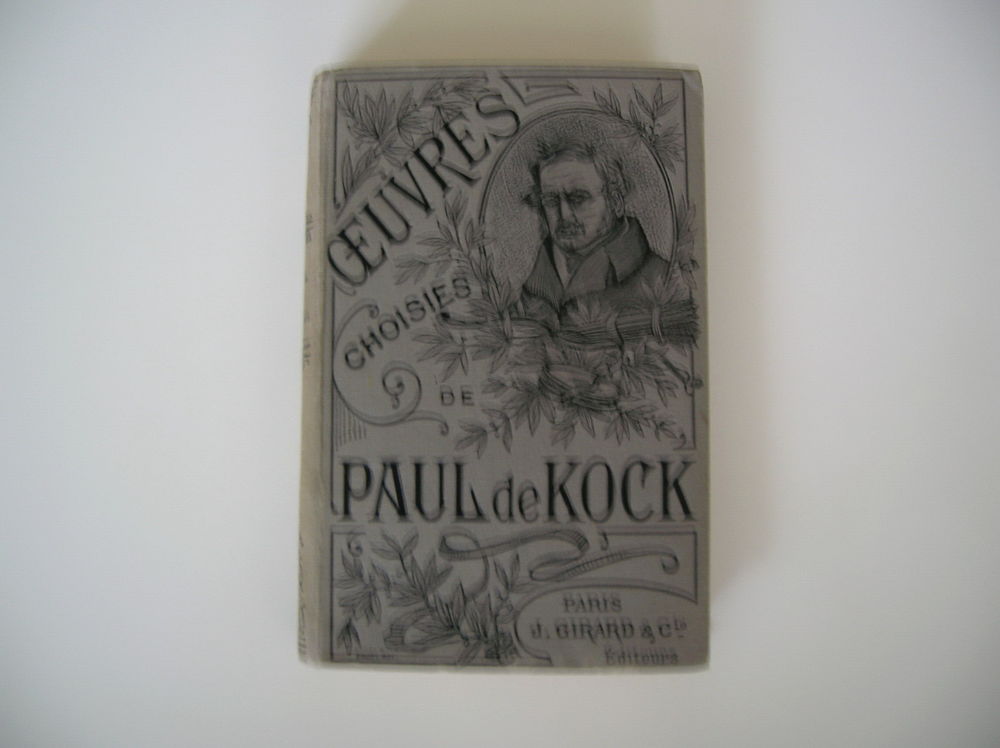 ŒUVRES
CHOISIES
DE
PAUL de KOCK
PARIS
J. GIRARD & Cie
Éditeurs